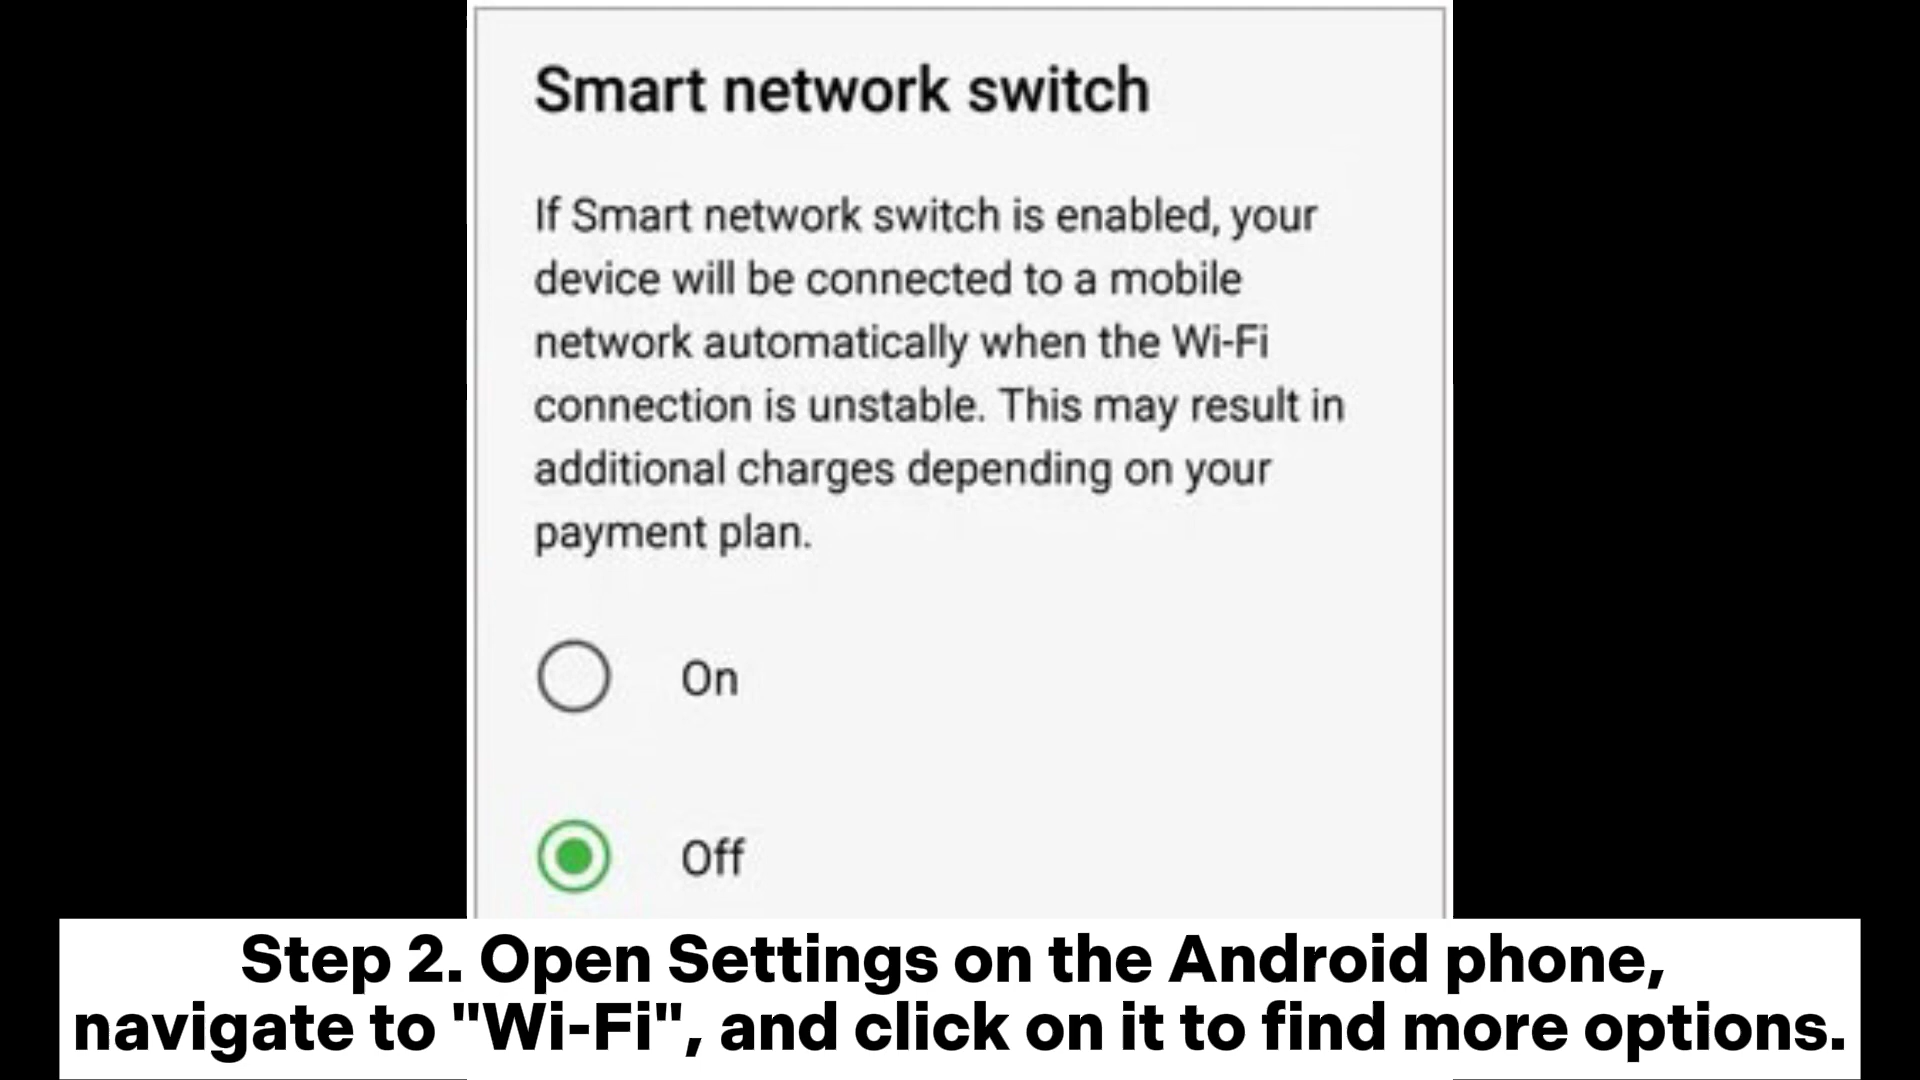 Smart network switch
If Smart network switch is enabled, your
device will be connected to a mobile
network automatically when the Wi-Fi
connection is unstable. This may result in
additional charges depending on your
payment plan.
On
Off
Step 2. Open Settings on the Android phone,
navigate to "Wi-Fi", and click on it to find more options.